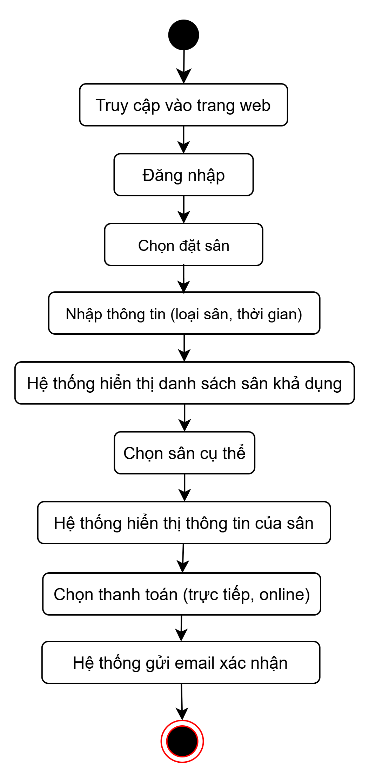 Truy cập vào trang web
Đăng nhập
Chọn đặt sân
Nhập thông tin (loại sân, thời gian)
Hệ thống hiển thị danh sách sân khả dụng
Chọn sân cụ thể
Hệ thống hiển thị thông tin của sân
Chọn thanh toán (trực tiếp, online)
Hệ thống gửi email xác nhận